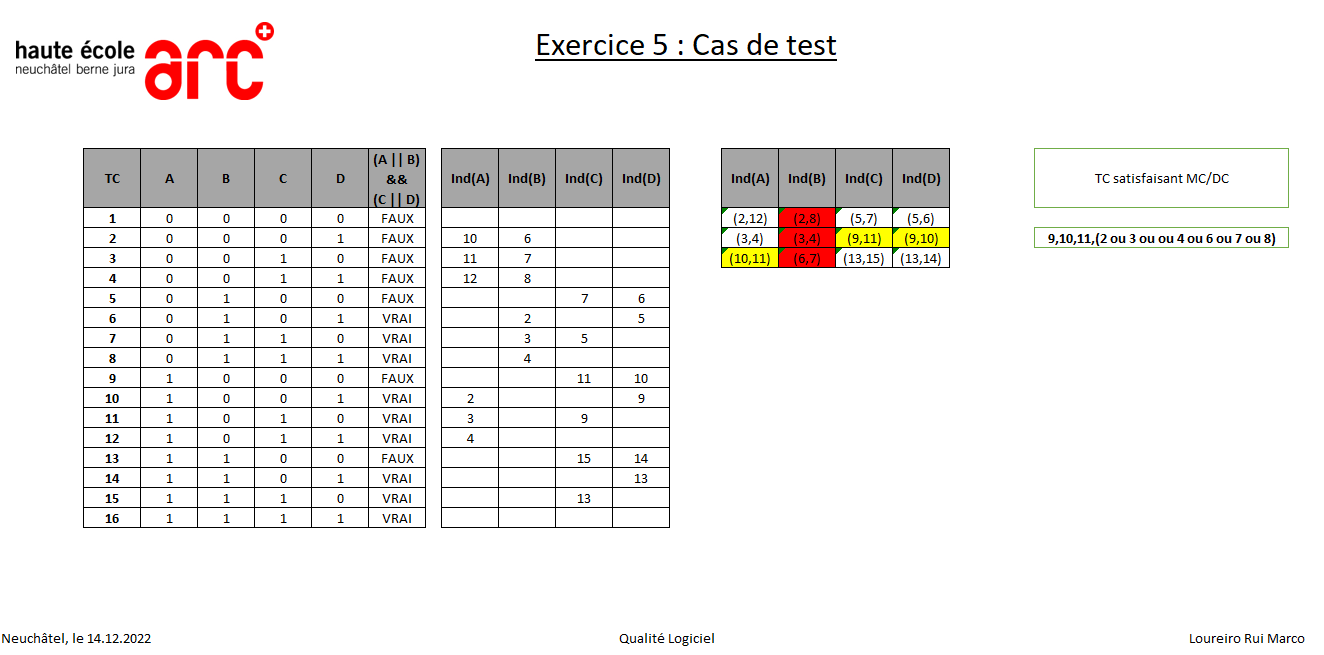 haute école
neuchâtel berne jura
arc
Exercice 5 : Cas de test
TC A B C D (A || B) && (C || D) Ind(A) Ind(B) Ind(C) Ind(D)
1 0 0 0 0 FAUX
2 0 0 0 1 FAUX 10 6
3 0 0 1 0 FAUX 11 7
4 0 0 1 1 FAUX 12 8
5 0 1 0 0 FAUX 7 6
6 0 1 0 1 VRAI 2 5
7 0 1 1 0 VRAI 3 5
8 0 1 1 1 VRAI 4
9 1 0 0 0 FAUX 11 10
10 1 0 0 1 VRAI 2 9
11 1 0 1 0 VRAI 3 9
12 1 0 1 1 VRAI 4
13 1 1 0 0 FAUX 15 14
14 1 1 0 1 VRAI 13
15 1 1 1 0 VRAI 13
16 1 1 1 1 VRAI
Ind(A) Ind(B) Ind(C) Ind(D)
(2,12) (2,8) (5,7) (5,6)
(3,4) (3,4) (9,11) (9,10)
(10,11) (6,7) (13,15) (13,14)
TC satisfaisant MC/DC
9,10,11,(2 ou 3 ou ou 4 ou 6 ou 7 ou 8)
Neuchâtel, le 14.12.2022
Qualité Logiciel
Loureiro Rui Marco